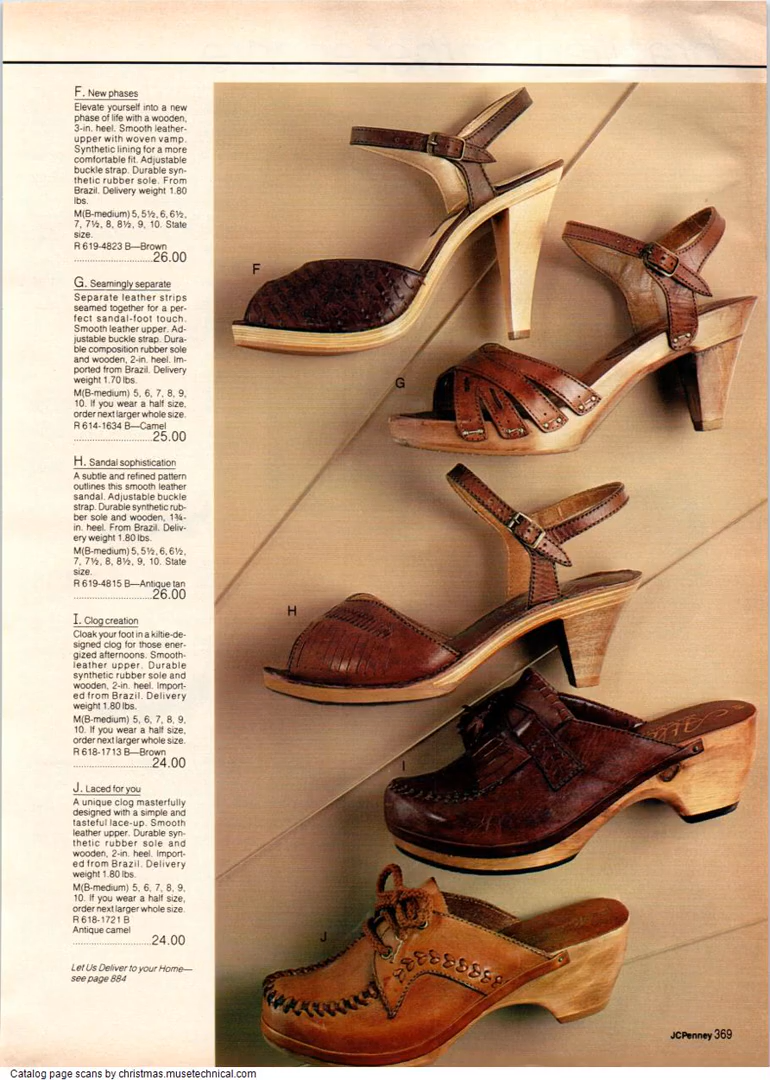 F. New phases
Elevate yourself into a new
phase of life with a wooden,
3-in. heel. Smooth leather-
upper with woven vamp.
Synthetic lining for a more
comfortable fit. Adjustable
buckle strap. Durable syn-
thetic rubber sole. From
Brazil. Delivery weight 1.80
lbs.
M(B-medium) 5, 5½, 6, 6½,
7, 7½, 8, 8½, 9, 10. State
size.
R 619-4823 B—Brown
............................26.00
G. Seamingly separate
Separate leather strips
seamed together for a per-
fect sandal-foot touch.
Smooth leather upper. Ad-
justable buckle strap. Dura-
ble composition rubber sole
and wooden, 2-in. heel. Im-
ported from Brazil. Delivery
weight 1.70 lbs.
M(B-medium) 5, 6, 7, 8, 9,
10. If you wear a half size,
order next larger whole size.
R 614-1634 B—Camel
............................25.00
H. Sandal sophistication
A subtle and refined pattern
outlines this smooth leather
sandal. Adjustable buckle
strap. Durable synthetic rub-
ber sole and wooden, 1¾-
in. heel. From Brazil. Deliv-
ery weight 1.80 lbs.
M(B-medium) 5, 5½, 6, 6½,
7, 7½, 8, 8½, 9, 10. State
size.
R 619-4815 B—Antique tan
............................26.00
I. Clog creation
Cloak your foot in a kiltie-de-
signed clog for those ener-
gized afternoons. Smooth-
leather upper. Durable
synthetic rubber sole and
wooden, 2-in. heel. Import-
ed from Brazil. Delivery
weight 1.80 lbs.
M(B-medium) 5, 6, 7, 8, 9,
10. If you wear a half size,
order next larger whole size.
R 618-1713 B—Brown
............................24.00
J. Laced for you
A unique clog masterfully
designed with a simple and
tasteful lace-up. Smooth
leather upper. Durable syn-
thetic rubber sole and
wooden, 2-in. heel. Import-
ed from Brazil. Delivery
weight 1.80 lbs.
M(B-medium) 5, 6, 7, 8, 9,
10. If you wear a half size,
order next larger whole size.
R 618-1721 B
Antique camel
............................24.00
Let Us Deliver to your Home—
see page 884
F
G
H
I
J
JCPenney 369
Catalog page scans by christmas.musetechnical.com